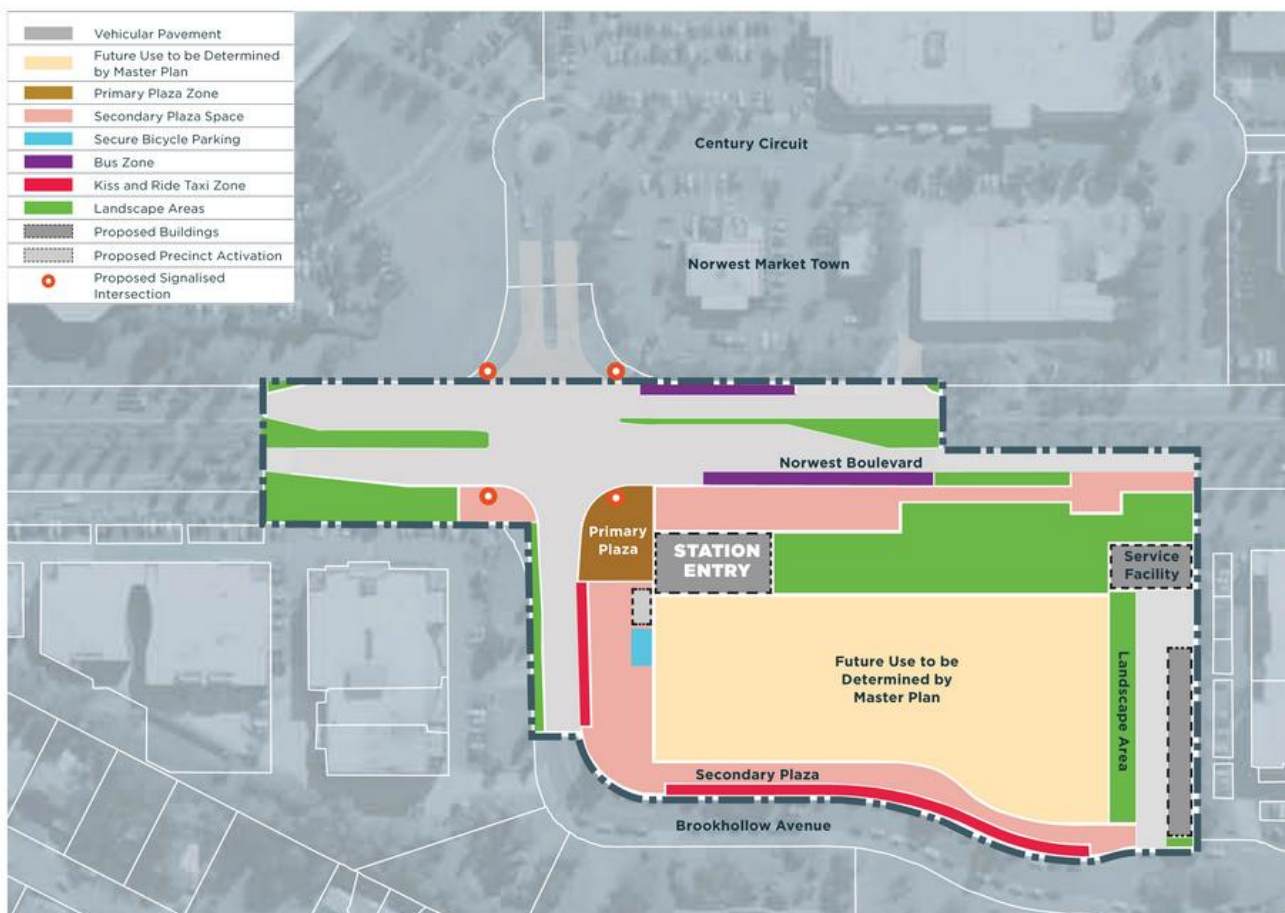 Vehicular Pavement
Future Use to be Determined
by Master Plan
Primary Plaza Zone
Secondary Plaza Space
Secure Bicycle Parking
Bus Zone
Kiss and Ride Taxi Zone
Landscape Areas
Proposed Buildings
Proposed Precinct Activation
Proposed Signalised
Intersection
Century Circuit
Norwest Market Town
Norwest Boulevard
Primary
Plaza
STATION
ENTRY
Service
Facility
Future Use to be
Determined by
Master Plan
Landscape Area
Secondary Plaza
Brookhollow Avenue